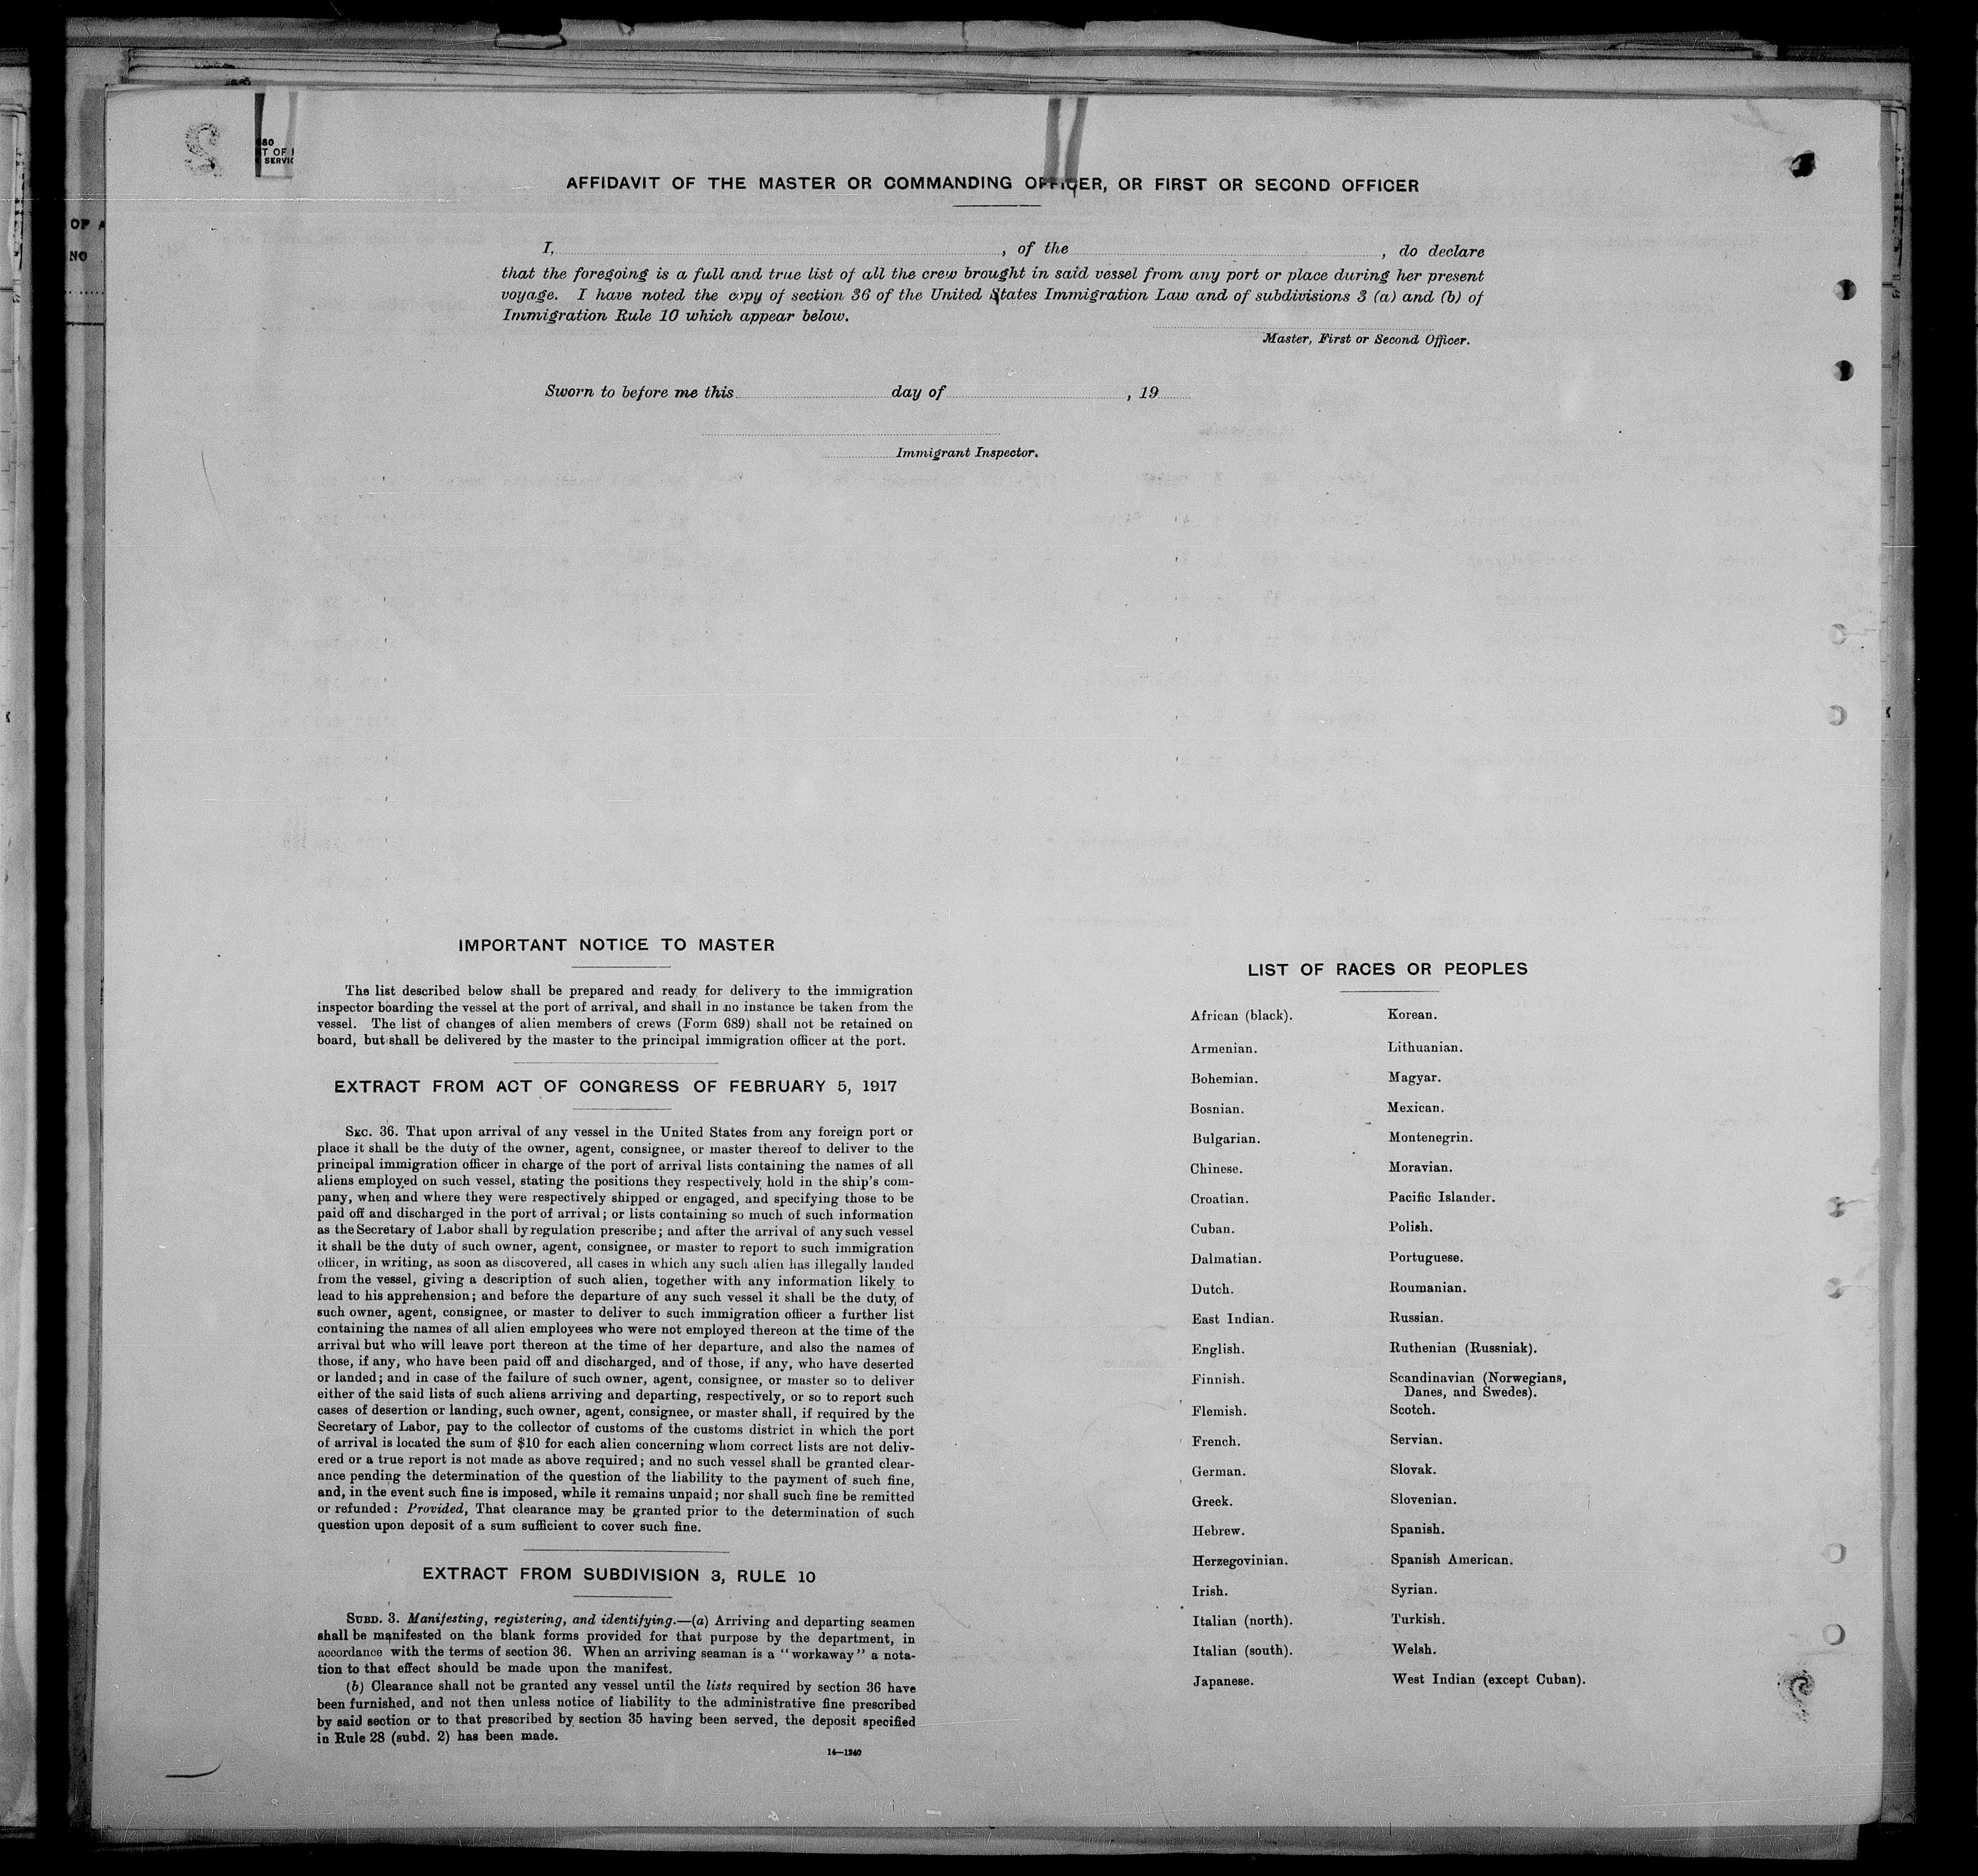 2
680
T OF
SERVIC
OF A
NO
AFFIDAVIT OF THE MASTER OR COMMANDING OFFICER, OR FIRST OR SECOND OFFICER
I, , of the , do declare
that the foregoing is a full and true list of all the crew brought in said vessel from any port or place during her present
voyage. I have noted the copy of section 36 of the United States Immigration Law and of subdivisions 3 (a) and (b) of
Immigration Rule 10 which appear below.
Master, First or Second Officer.
Sworn to before me this day of , 19
Immigrant Inspector.
IMPORTANT NOTICE TO MASTER
The list described below shall be prepared and ready for delivery to the immigration
inspector boarding the vessel at the port of arrival, and shall in no instance be taken from the
vessel. The list of changes of alien members of crews (Form 689) shall not be retained on
board, but shall be delivered by the master to the principal immigration officer at the port.
EXTRACT FROM ACT OF CONGRESS OF FEBRUARY 5, 1917
SEC. 36. That upon arrival of any vessel in the United States from any foreign port or
place it shall be the duty of the owner, agent, consignee, or master thereof to deliver to the
principal immigration officer in charge of the port of arrival lists containing the names of all
aliens employed on such vessel, stating the positions they respectively hold in the ship's com-
pany, when and where they were respectively shipped or engaged, and specifying those to be
paid off and discharged in the port of arrival; or lists containing so much of such information
as the Secretary of Labor shall by regulation prescribe; and after the arrival of any such vessel
it shall be the duty of such owner, agent, consignee, or master to report to such immigration
officer, in writing, as soon as discovered, all cases in which any such alien has illegally landed
from the vessel, giving a description of such alien, together with any information likely to
lead to his apprehension; and before the departure of any such vessel it shall be the duty of
such owner, agent, consignee, or master to deliver to such immigration officer a further list
containing the names of all alien employees who were not employed thereon at the time of the
arrival but who will leave port thereon at the time of her departure, and also the names of
those, if any, who have been paid off and discharged, and of those, if any, who have deserted
or landed; and in case of the failure of such owner, agent, consignee, or master so to deliver
either of the said lists of such aliens arriving and departing, respectively, or so to report such
cases of desertion or landing, such owner, agent, consignee, or master shall, if required by the
Secretary of Labor, pay to the collector of customs of the customs district in which the port
of arrival is located the sum of $10 for each alien concerning whom correct lists are not deliv-
ered or a true report is not made as above required; and no such vessel shall be granted clear-
ance pending the determination of the question of the liability to the payment of such fine,
and, in the event such fine is imposed, while it remains unpaid; nor shall such fine be remitted
or refunded: Provided, That clearance may be granted prior to the determination of such
question upon deposit of a sum sufficient to cover such fine.
EXTRACT FROM SUBDIVISION 3, RULE 10
SUBD. 3. Manifesting, registering, and identifying.—(a) Arriving and departing seamen
shall be manifested on the blank forms provided for that purpose by the department, in
accordance with the terms of section 36. When an arriving seaman is a "workaway" a nota-
tion to that effect should be made upon the manifest.
(b) Clearance shall not be granted any vessel until the lists required by section 36 have
been furnished, and not then unless notice of liability to the administrative fine prescribed
by said section or to that prescribed by section 35 having been served, the deposit specified
in Rule 28 (subd. 2) has been made.
14—1240
LIST OF RACES OR PEOPLES
African (black).
Armenian.
Bohemian.
Bosnian.
Bulgarian.
Chinese.
Croatian.
Cuban.
Dalmatian.
Dutch.
East Indian.
English.
Finnish.
Flemish.
French.
German.
Greek.
Hebrew.
Herzegovinian.
Irish.
Italian (north).
Italian (south).
Japanese.
Korean.
Lithuanian.
Magyar.
Mexican.
Montenegrin.
Moravian.
Pacific Islander.
Polish.
Portuguese.
Roumanian.
Russian.
Ruthenian (Russniak).
Scandinavian (Norwegians,
Danes, and Swedes).
Scotch.
Servian.
Slovak.
Slovenian.
Spanish.
Spanish American.
Syrian.
Turkish.
Welsh.
West Indian (except Cuban).